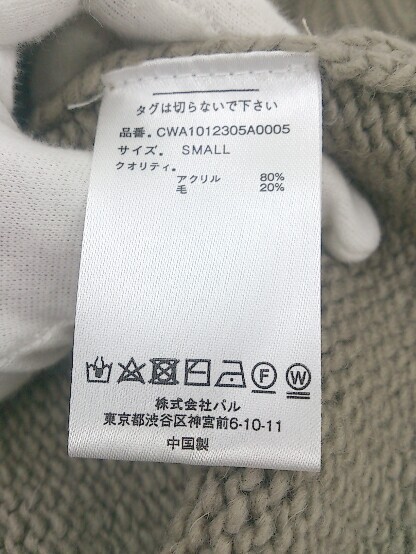 タグは切らないで下さい
品番。CWA1012305A0005
サイズ。 SMALL
クオリティ。
アクリル 80%
毛 20%
F W
株式会社パル
東京都渋谷区神宮前6-10-11
中国製